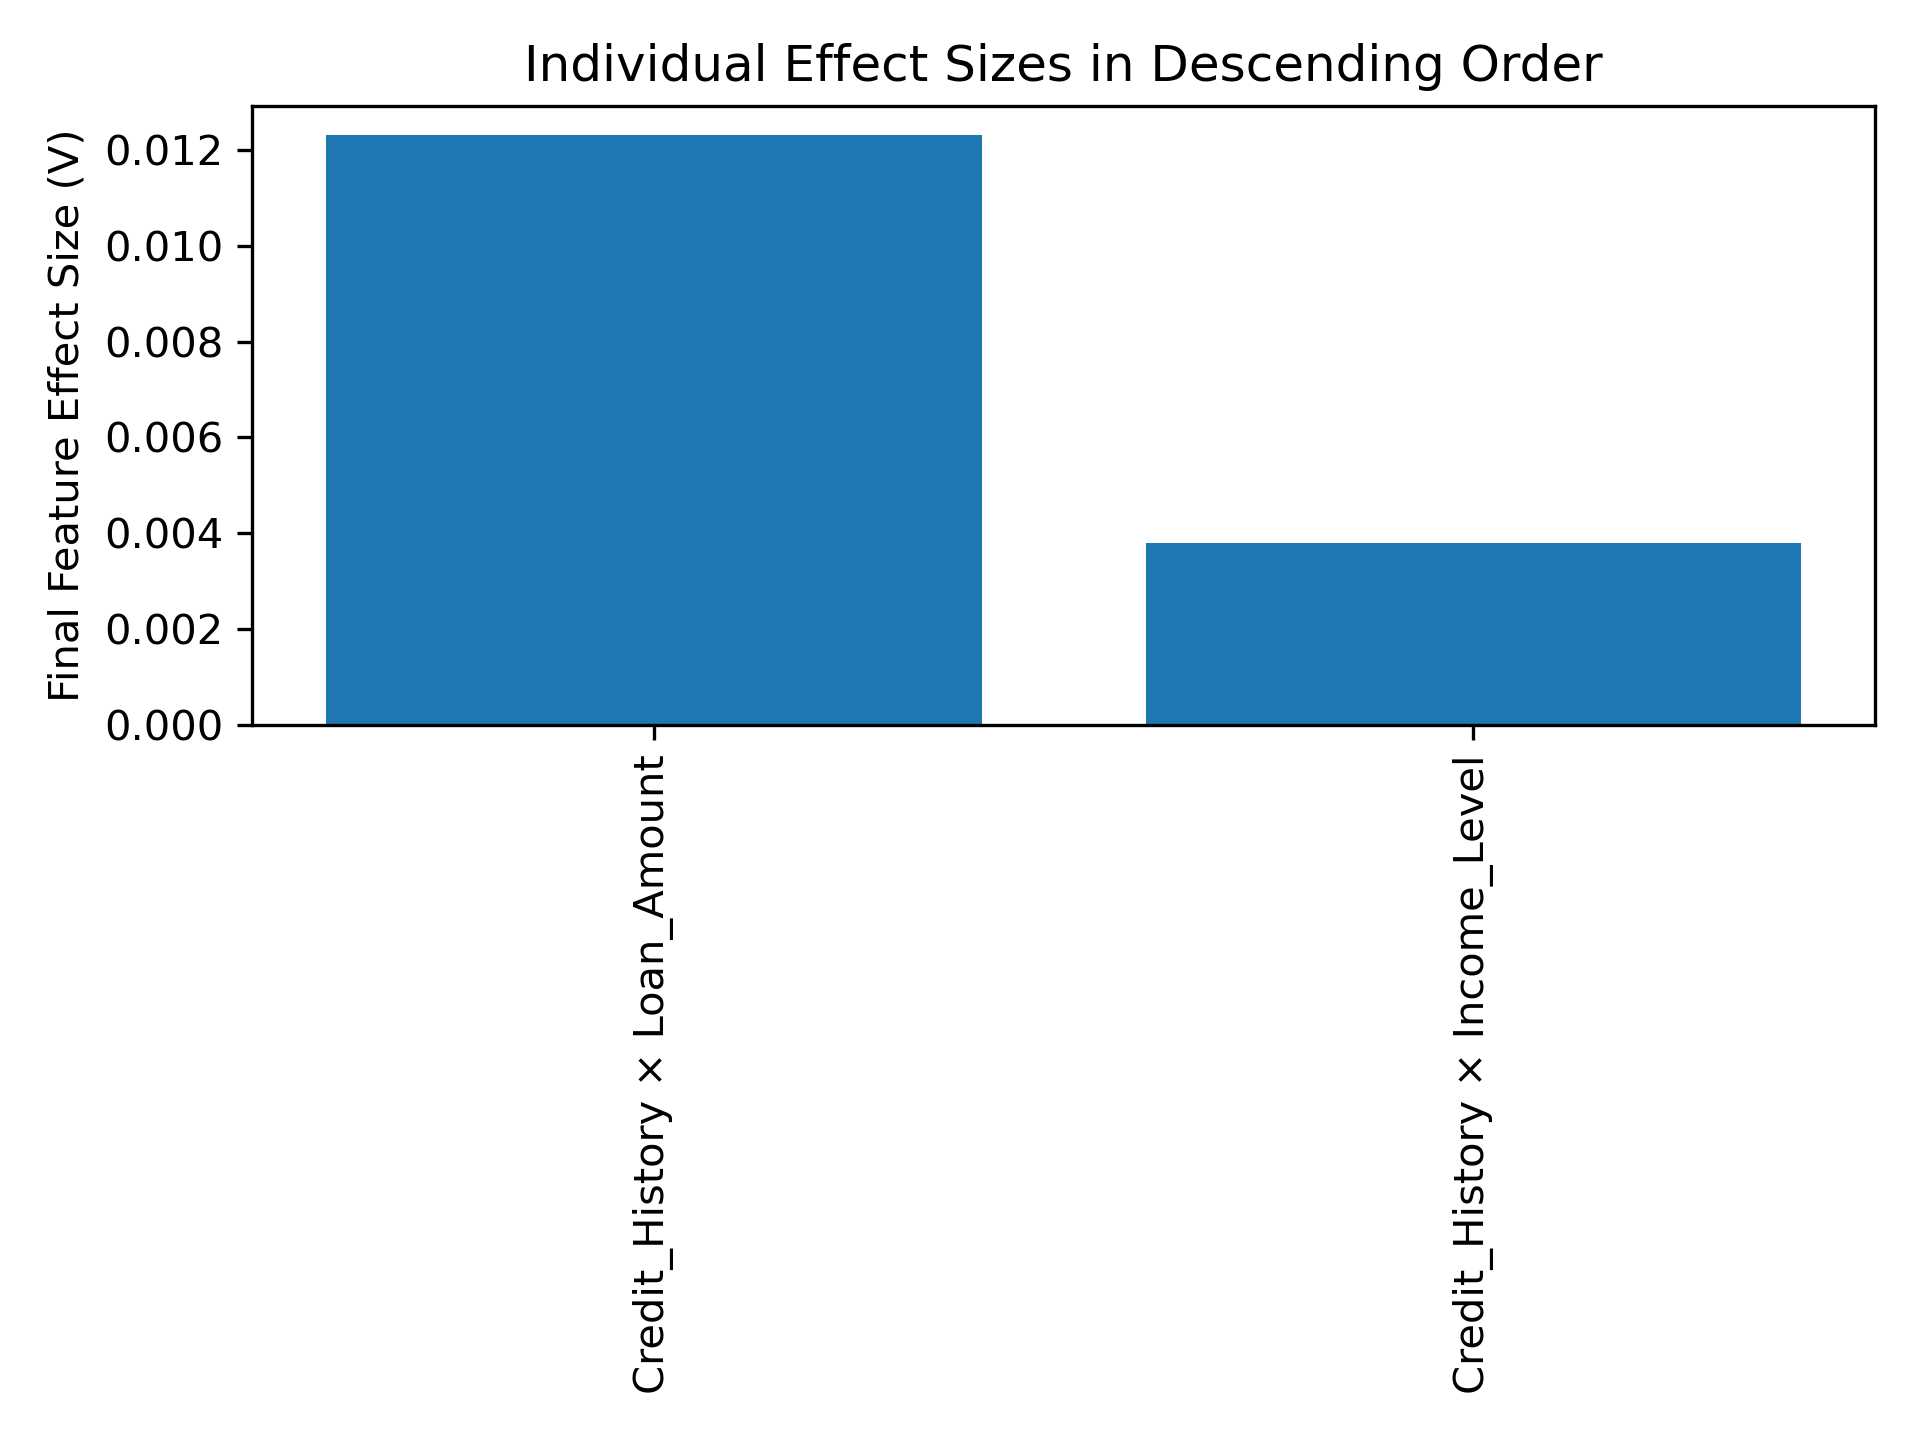 Individual Effect Sizes in Descending Order
Final Feature Effect Size (V)
0.012
0.010
0.008
0.006
0.004
0.002
0.000
Credit_History × Loan_Amount
Credit_History × Income_Level